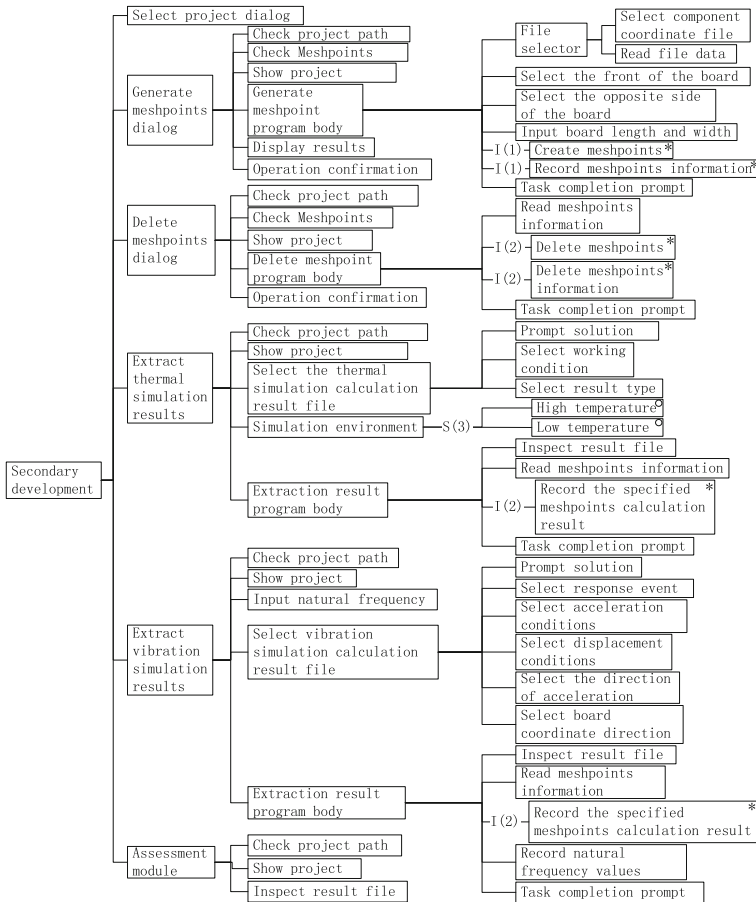 Secondary
development
Select project dialog
Generate
meshpoints
dialog
Check project path
Check Meshpoints
Show project
Generate
meshpoint
program body
Display results
Operation confirmation
File
selector
Select component
coordinate file
Read file data
Select the front of the board
Select the opposite side
of the board
Input board length and width
I(1) Create meshpoints*
I(1) Record meshpoints information*
Task completion prompt
Delete
meshpoints
dialog
Check project path
Check Meshpoints
Show project
Delete meshpoint
program body
Operation confirmation
Read meshpoints
information
I(2) Delete meshpoints*
I(2) Delete meshpoints*
information
Task completion prompt
Extract
thermal
simulation
results
Check project path
Show project
Select the thermal
simulation calculation
result file
Prompt solution
Select working
condition
Select result type
Simulation environment S(3)
High temperature○
Low temperature○
Extraction result
program body
Inspect result file
Read meshpoints information
I(2) Record the specified *
meshpoints calculation
result
Task completion prompt
Extract
vibration
simulation
results
Check project path
Show project
Input natural frequency
Select vibration
simulation calculation
result file
Prompt solution
Select response event
Select acceleration
conditions
Select displacement
conditions
Select the direction
of acceleration
Select board
coordinate direction
Extraction result
program body
Inspect result file
Read meshpoints
information
I(2) Record the specified *
meshpoints calculation result
Record natural
frequency values
Task completion prompt
Assessment
module
Check project path
Show project
Inspect result file